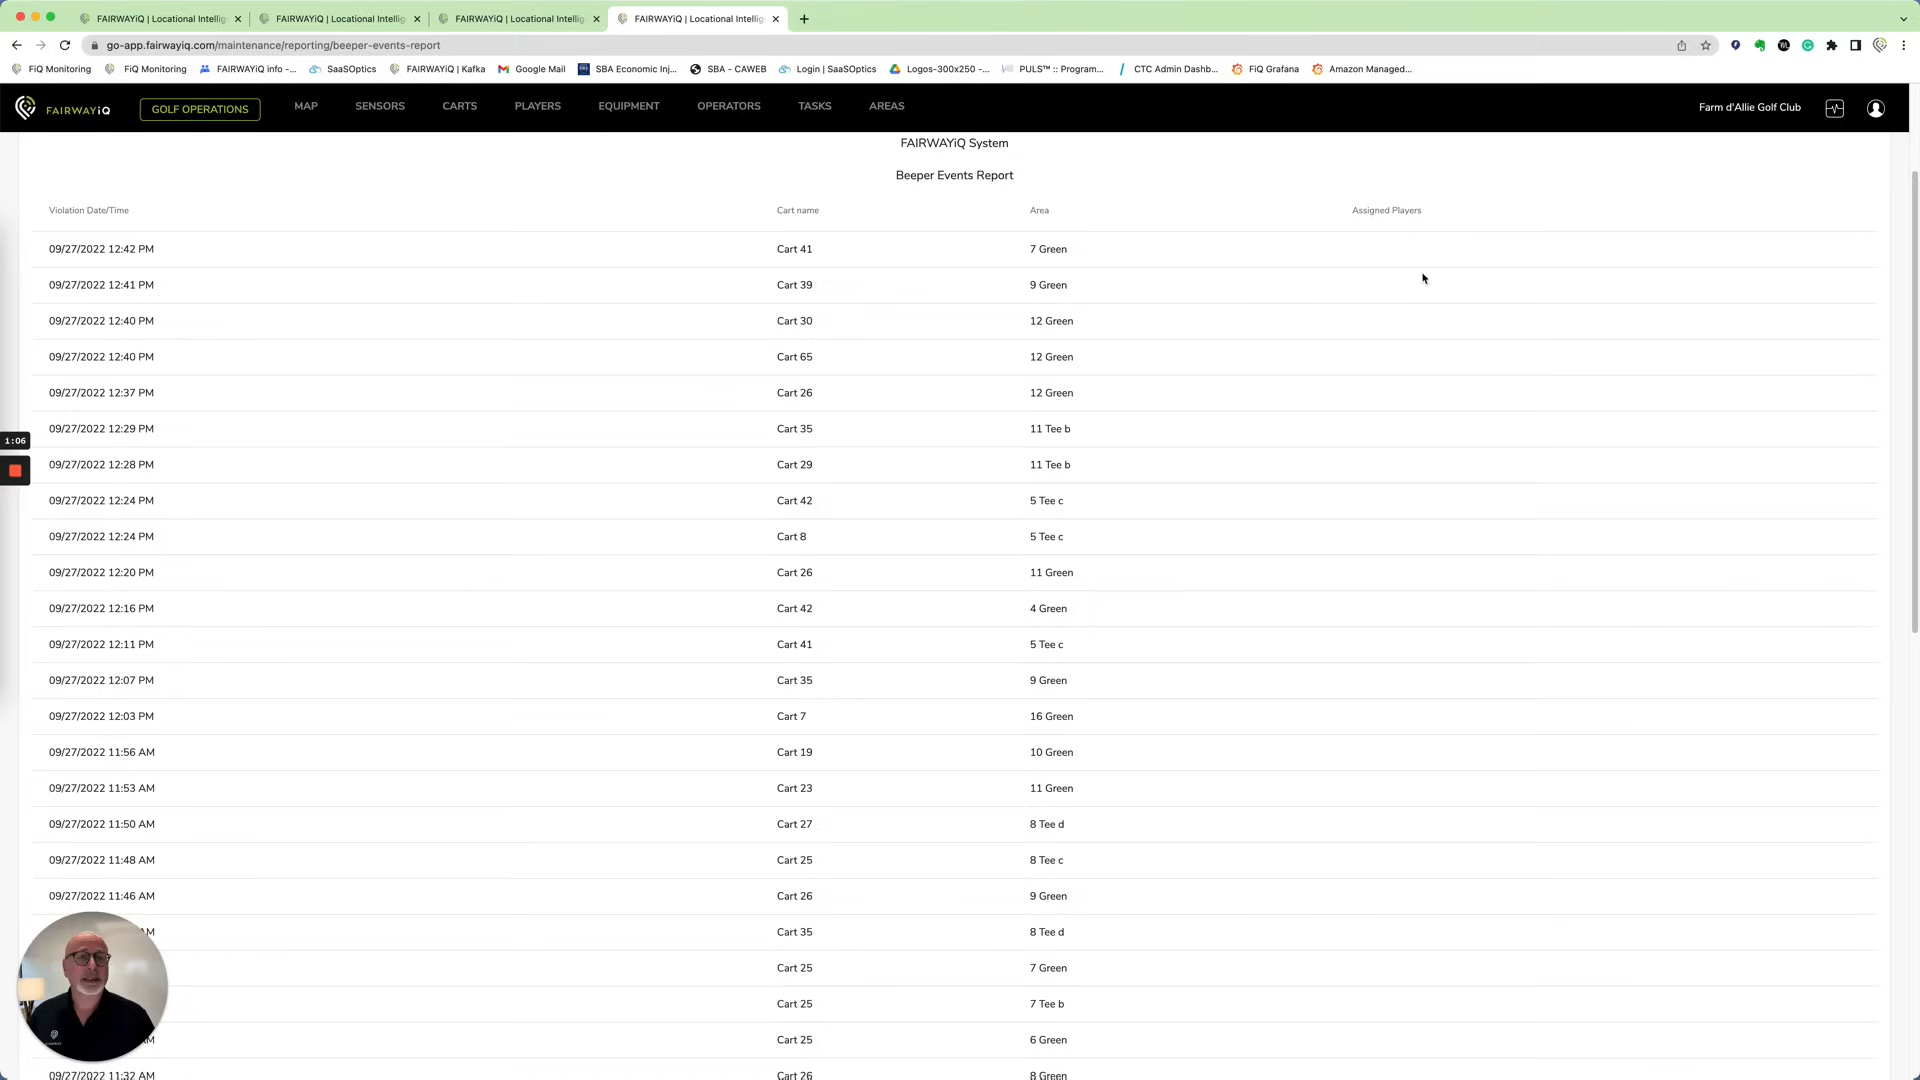 FAIRWAYiQ | Locational Intellig
FAIRWAYiQ | Locational Intellig
FAIRWAYiQ | Locational Intellig
FAIRWAYiQ | Locational Intellig
go-app.fairwayiq.com/maintenance/reporting/beeper-events-report
FiQ Monitoring FiQ Monitoring FAIRWAYiQ info -... SaaSOptics FAIRWAYiQ | Kafka Google Mail SBA Economic Inj... SBA - CAWEB Login | SaaSOptics Logos-300x250 -... PULS™ :: Program... CTC Admin Dashb... FiQ Grafana Amazon Managed...
FAIRWAYiQ GOLF OPERATIONS MAP SENSORS CARTS PLAYERS EQUIPMENT OPERATORS TASKS AREAS Farm d'Allie Golf Club
FAIRWAYiQ System
Beeper Events Report
Violation Date/Time Cart name Area Assigned Players
09/27/2022 12:42 PM Cart 41 7 Green
09/27/2022 12:41 PM Cart 39 9 Green
09/27/2022 12:40 PM Cart 30 12 Green
09/27/2022 12:40 PM Cart 65 12 Green
09/27/2022 12:37 PM Cart 26 12 Green
09/27/2022 12:29 PM Cart 35 11 Tee b
1:06
09/27/2022 12:28 PM Cart 29 11 Tee b
09/27/2022 12:24 PM Cart 42 5 Tee c
09/27/2022 12:24 PM Cart 8 5 Tee c
09/27/2022 12:20 PM Cart 26 11 Green
09/27/2022 12:16 PM Cart 42 4 Green
09/27/2022 12:11 PM Cart 41 5 Tee c
09/27/2022 12:07 PM Cart 35 9 Green
09/27/2022 12:03 PM Cart 7 16 Green
09/27/2022 11:56 AM Cart 19 10 Green
09/27/2022 11:53 AM Cart 23 11 Green
09/27/2022 11:50 AM Cart 27 8 Tee d
09/27/2022 11:48 AM Cart 25 8 Tee c
09/27/2022 11:46 AM Cart 26 9 Green
AM Cart 35 8 Tee d
Cart 25 7 Green
Cart 25 7 Tee b
Cart 25 6 Green
09/27/2022 11:32 AM Cart 26 8 Green